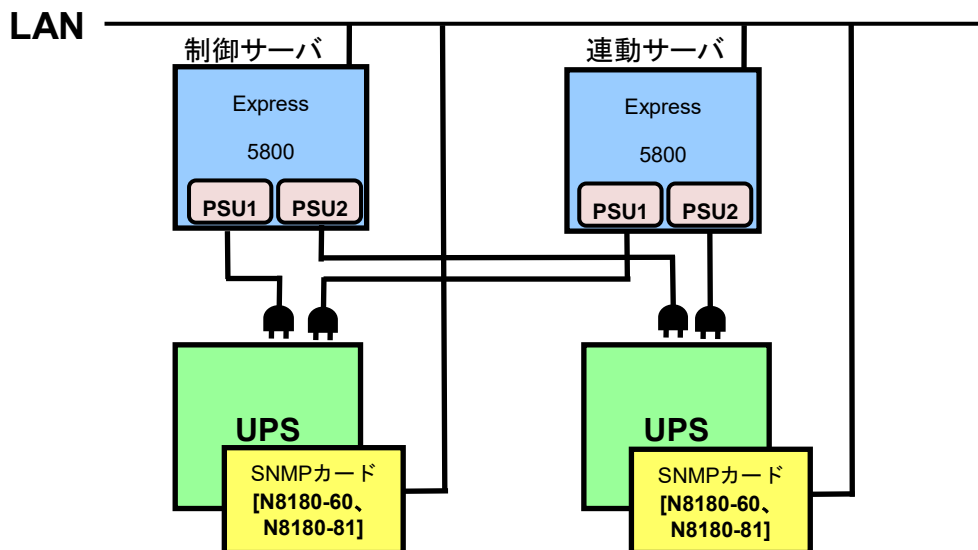 LAN
制御サーバ
Express
5800
PSU1
PSU2
連動サーバ
Express
5800
PSU1
PSU2
UPS
SNMPカード
[N8180-60、
N8180-81]
UPS
SNMPカード
[N8180-60、
N8180-81]